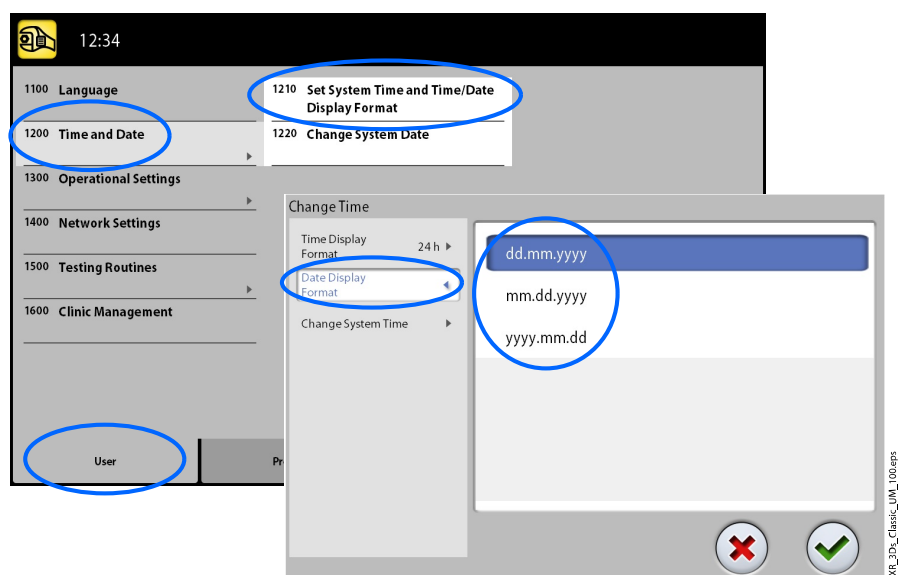 12:34
1100 Language
1200 Time and Date
1300 Operational Settings
1400 Network Settings
1500 Testing Routines
1600 Clinic Management
1210 Set System Time and Time/Date
Display Format
1220 Change System Date
User
Pr
Change Time
Time Display
Format
24 h
Date Display
Format
Change System Time
dd.mm.yyyy
mm.dd.yyyy
yyyy.mm.dd
XR_3Ds_Classic_UM_100.eps